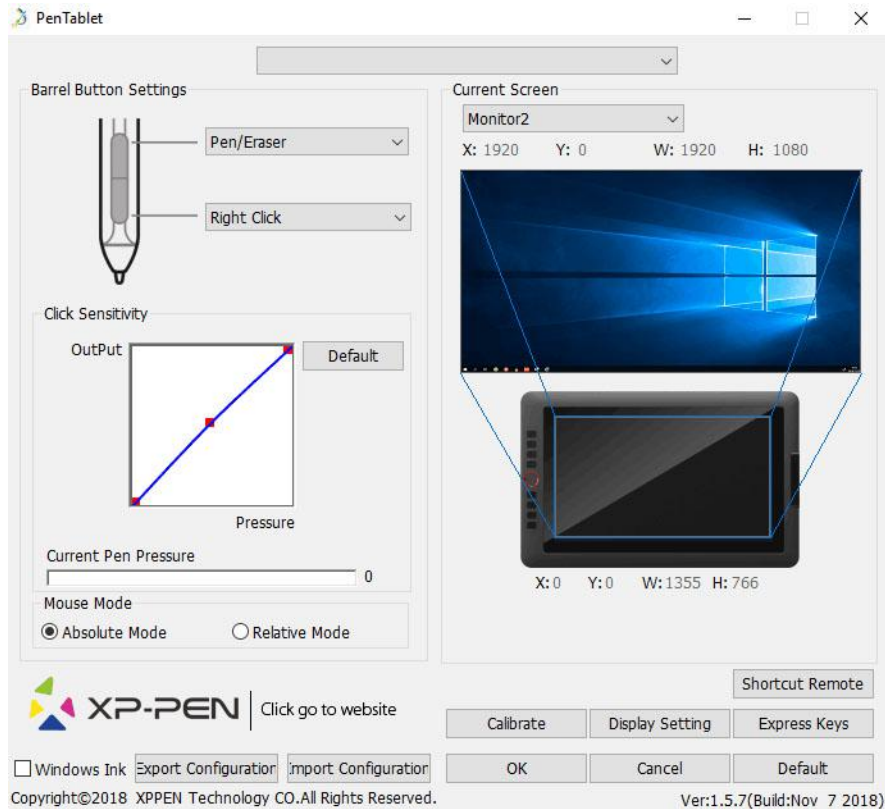 PenTablet
Barrel Button Settings
Pen/Eraser
Right Click
Click Sensitivity
OutPut
Default
Pressure
Current Pen Pressure
0
Mouse Mode
Absolute Mode
Relative Mode
Current Screen
Monitor2
X: 1920 Y: 0 W: 1920 H: 1080
X: 0 Y: 0 W: 1355 H: 766
XP-PEN
Click go to website
Shortcut Remote
Calibrate
Display Setting
Express Keys
Windows Ink
Export Configuration
Import Configuration
OK
Cancel
Default
Copyright©2018 XPPEN Technology CO.All Rights Reserved.
Ver:1.5.7(Build:Nov 7 2018)